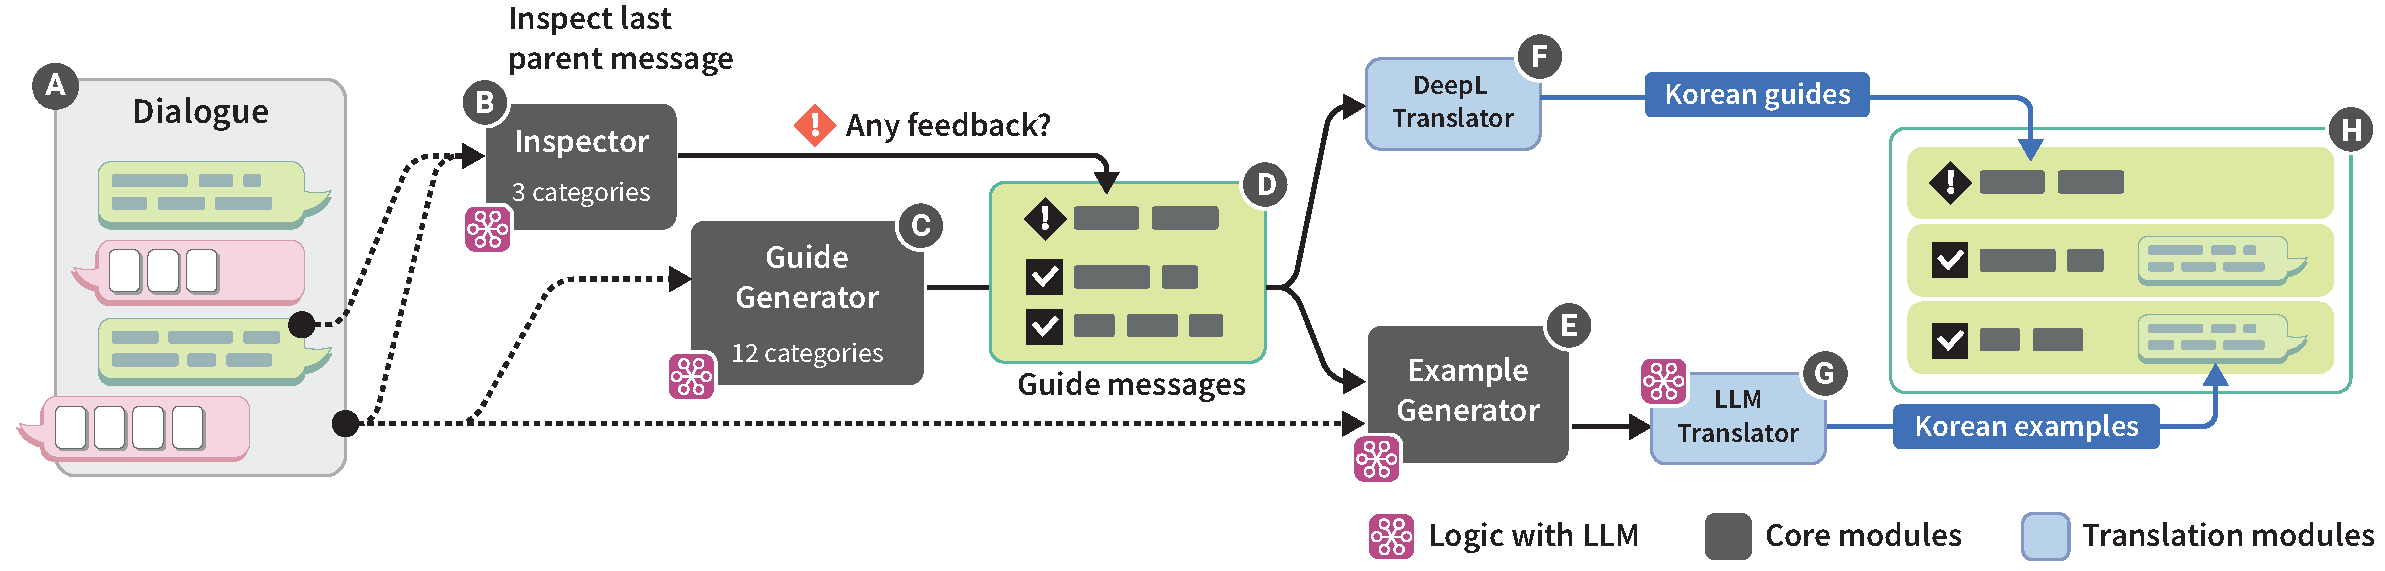 Inspect last
parent message
A
Dialogue
B
Inspector
3 categories
! Any feedback?
C
Guide
Generator
12 categories
D
!
Guide messages
F
DeepL
Translator
Korean guides
E
Example
Generator
G
LLM
Translator
Korean examples
H
!
Logic with LLM
Core modules
Translation modules